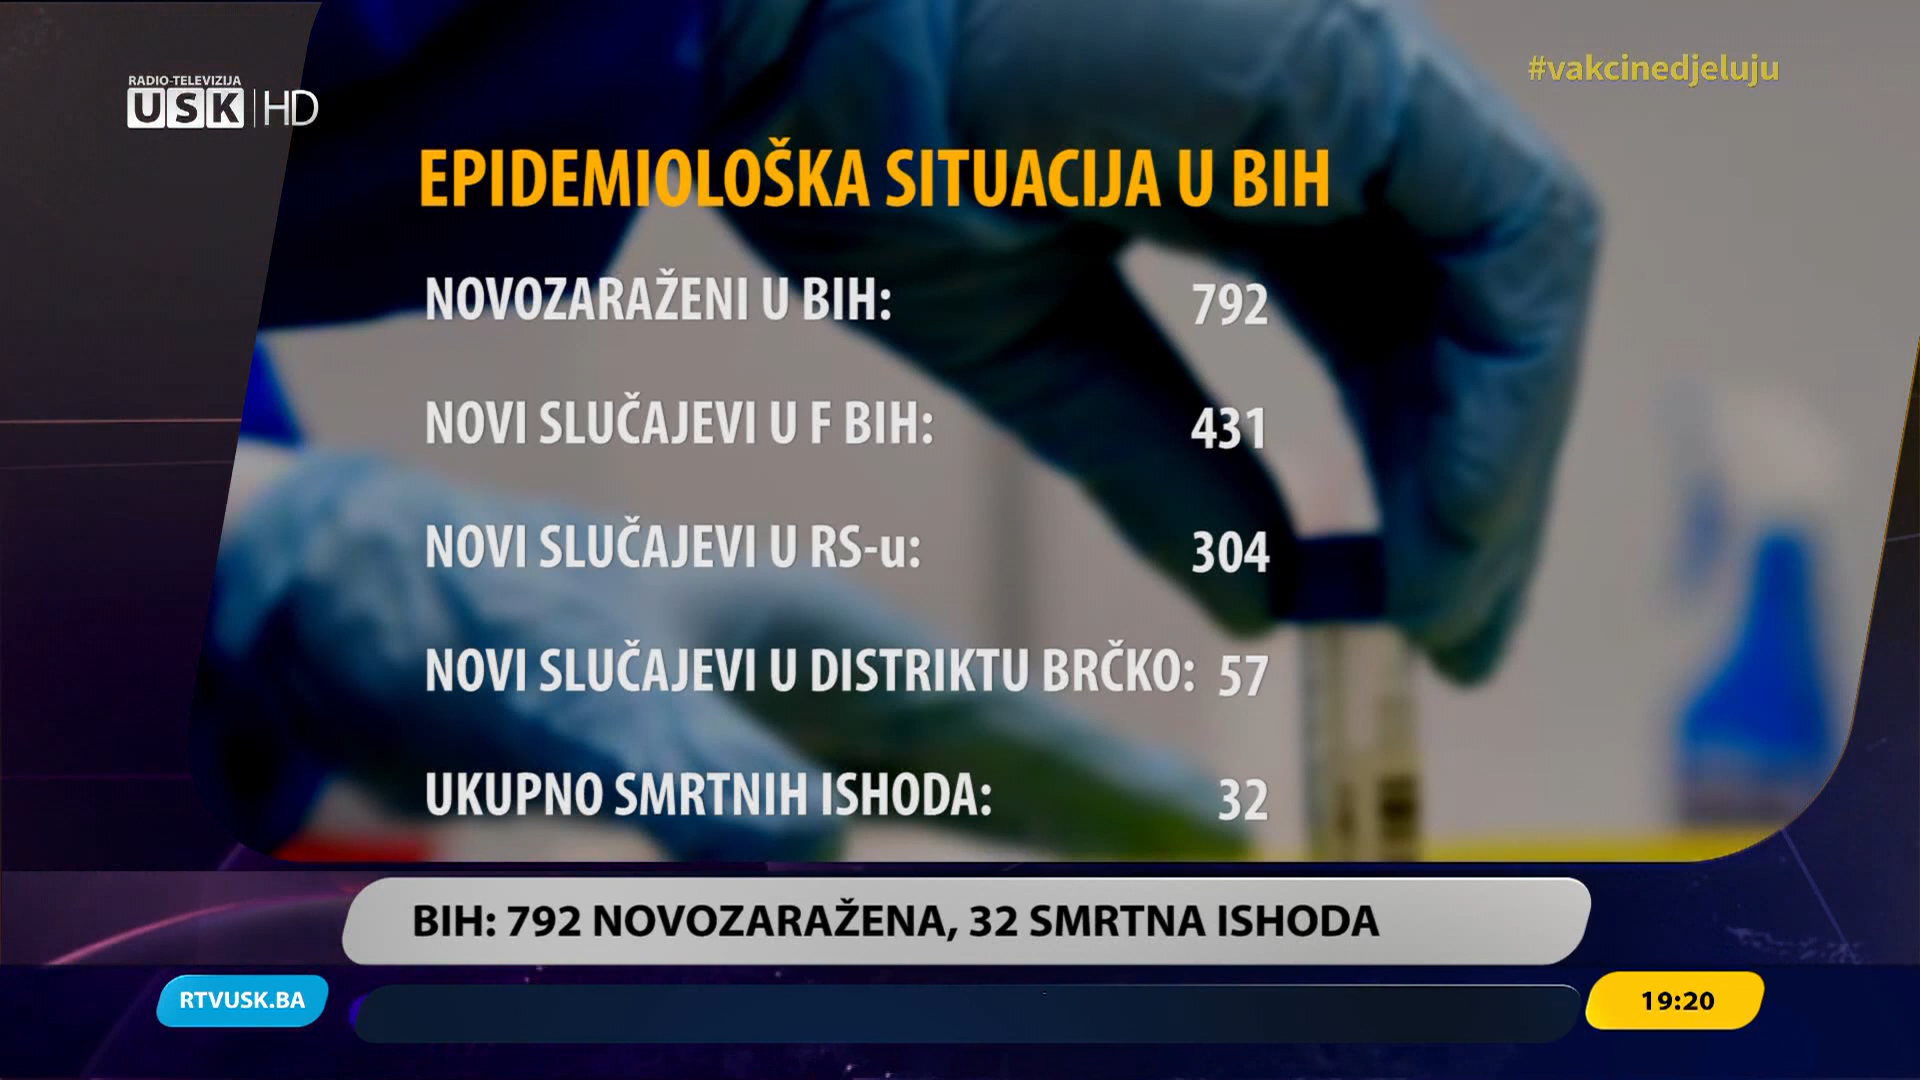 RADIO-TELEVIZIJA
USK HD
#vakcinedjeluju
EPIDEMIOLOŠKA SITUACIJA U BIH
NOVOZARAŽENI U BIH: 792
NOVI SLUČAJEVI U F BIH: 431
NOVI SLUČAJEVI U RS-u: 304
NOVI SLUČAJEVI U DISTRIKTU BRČKO: 57
UKUPNO SMRTNIH ISHODA: 32
BIH: 792 NOVOZARAŽENA, 32 SMRTNA ISHODA
RTVUSK.BA
19:20